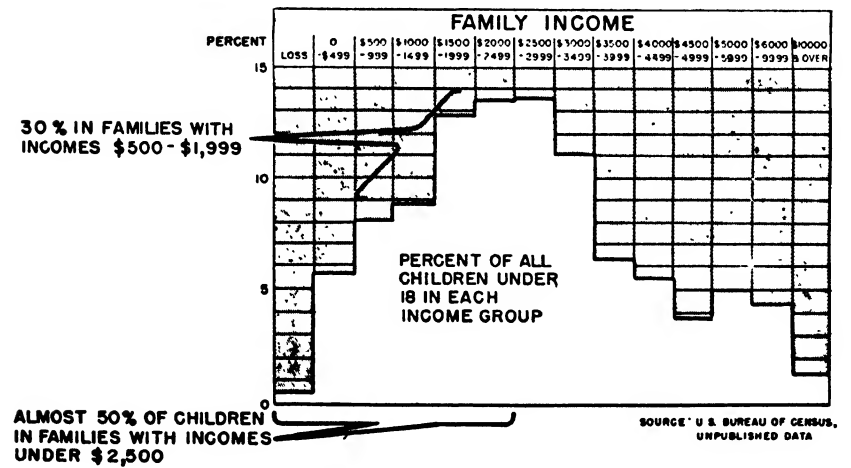 FAMILY INCOME
PERCENT
LOSS
0 -$499
$500 -999
$1000 -1499
$1500 -1999
$2000 -2499
$2500 -2999
$3000 -3499
$3500 -3999
$4000 -4499
$4500 -4999
$5000 -5999
$6000 -9999
$10000 & OVER
15
30% IN FAMILIES WITH
INCOMES $500-$1,999
10
PERCENT OF ALL
CHILDREN UNDER
18 IN EACH
INCOME GROUP
5
0
ALMOST 50% OF CHILDREN
IN FAMILIES WITH INCOMES
UNDER $2,500
SOURCE: U S. BUREAU OF CENSUS,
UNPUBLISHED DATA